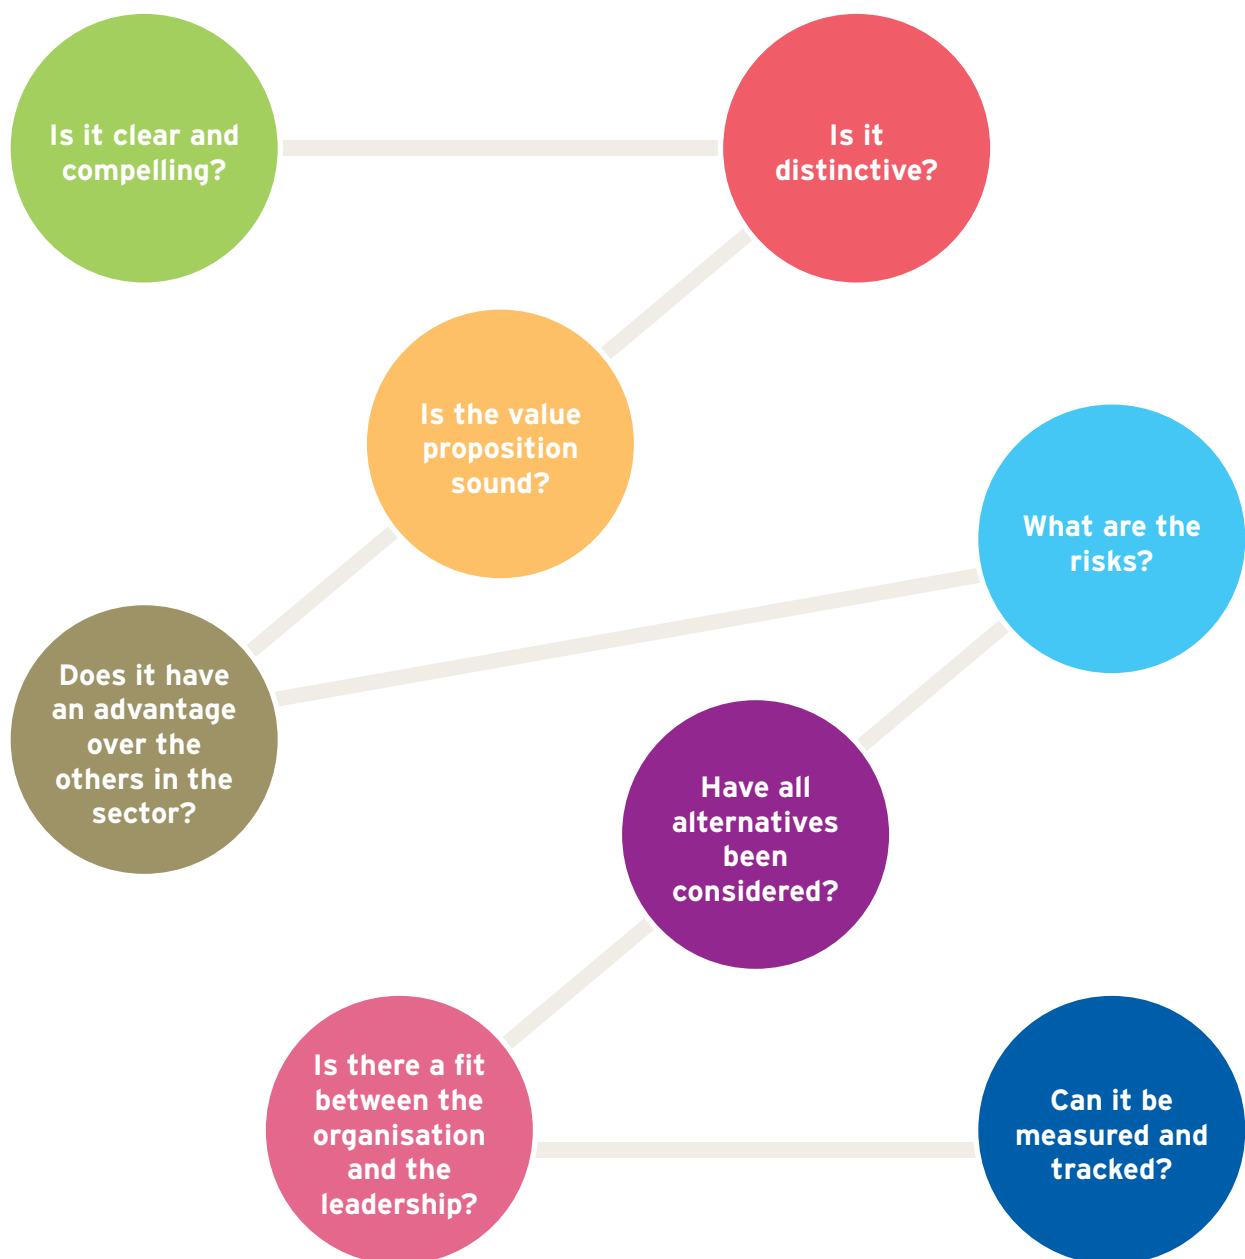 Is it clear and
compelling?
Is it
distinctive?
Is the value
proposition
sound?
Does it have
an advantage
over the
others in the
sector?
What are the
risks?
Have all
alternatives
been
considered?
Is there a fit
between the
organisation
and the
leadership?
Can it be
measured and
tracked?